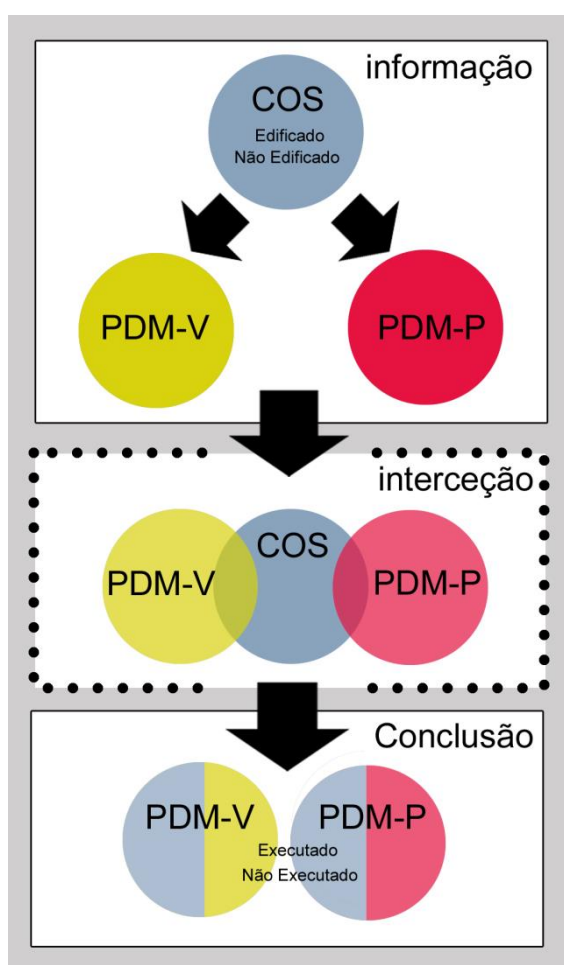 informação
COS
Edificado
Não Edificado
PDM-V
PDM-P
interceção
COS
PDM-V
PDM-P
Conclusão
PDM-V
PDM-P
Executado
Não Executado